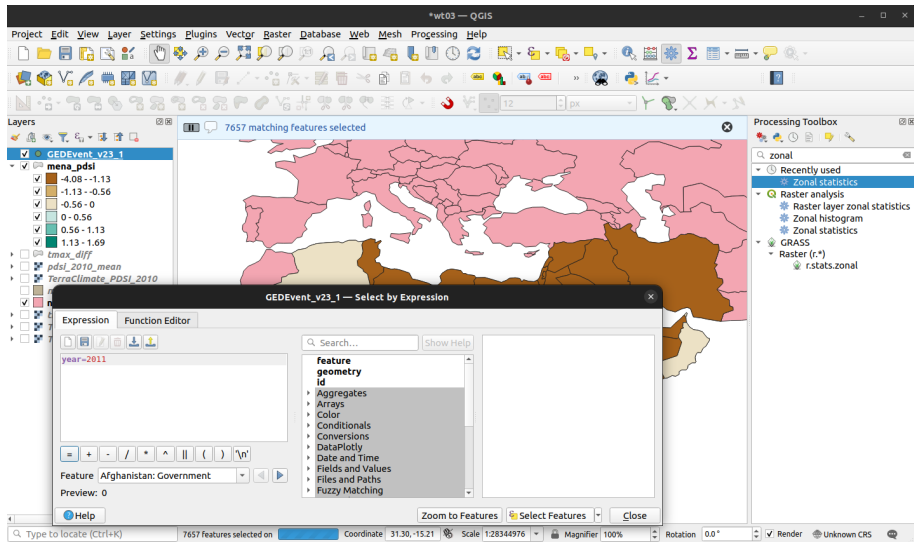 *wt03 — QGIS
Project Edit View Layer Settings Plugins Vector Raster Database Web Mesh Processing Help
abc abc abc »
12 px
Layers
GEDEvent_v23_1
mena_pdsi
-4.08 - -1.13
-1.13 - -0.56
-0.56 - 0
0 - 0.56
0.56 - 1.13
1.13 - 1.69
tmax_diff
pdsi_2010_mean
TerraClimate_PDSI_2010
7657 matching features selected
Processing Toolbox
zonal
Recently used
Zonal statistics
Raster analysis
Raster layer zonal statistics
Zonal histogram
Zonal statistics
GRASS
Raster (r.*)
r.stats.zonal
GEDEvent_v23_1 — Select by Expression
Expression Function Editor
year=2011
= + - / * ^ || ( ) '\n'
Feature Afghanistan: Government
Preview: 0
Search... Show Help
feature
geometry
id
Aggregates
Arrays
Color
Conditionals
Conversions
DataPlotly
Date and Time
Fields and Values
Files and Paths
Fuzzy Matching
Help Zoom to Features Select Features Close
Type to locate (Ctrl+K) 7657 features selected on Coordinate 31.30,-15.21 Scale 1:28344976 Magnifier 100% Rotation 0.0° Render Unknown CRS